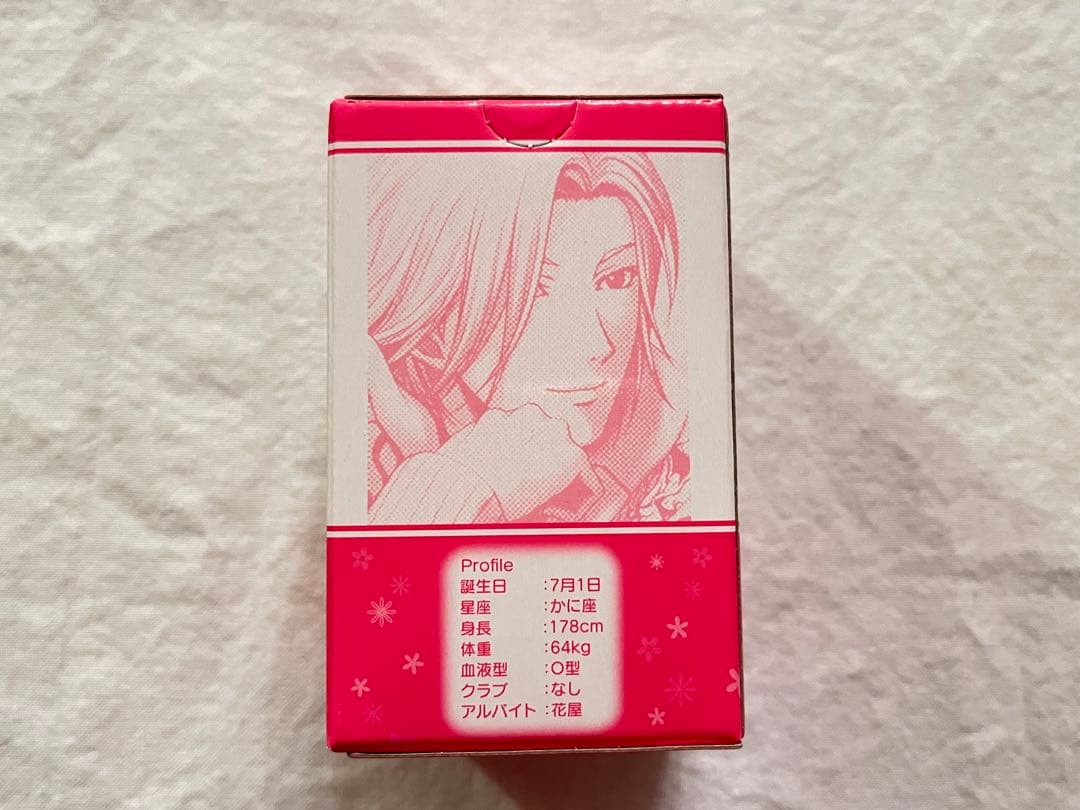 Profile
誕生日 :7月1日
星座 :かに座
身長 :178cm
体重 :64kg
血液型 :O型
クラブ :なし
アルバイト :花屋